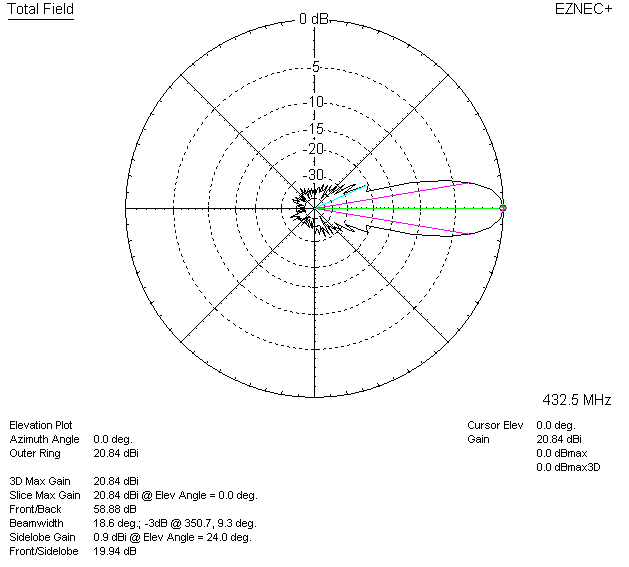 Total Field
EZNEC+
0 dB
-5
-10
-15
-20
-30
432.5 MHz
Elevation Plot
Azimuth Angle 0.0 deg.
Outer Ring 20.84 dBi
3D Max Gain 20.84 dBi
Slice Max Gain 20.84 dBi @ Elev Angle = 0.0 deg.
Front/Back 58.88 dB
Beamwidth 18.6 deg.; -3dB @ 350.7, 9.3 deg.
Sidelobe Gain 0.9 dBi @ Elev Angle = 24.0 deg.
Front/Sidelobe 19.94 dB
Cursor Elev 0.0 deg.
Gain 20.84 dBi
0.0 dBmax
0.0 dBmax3D